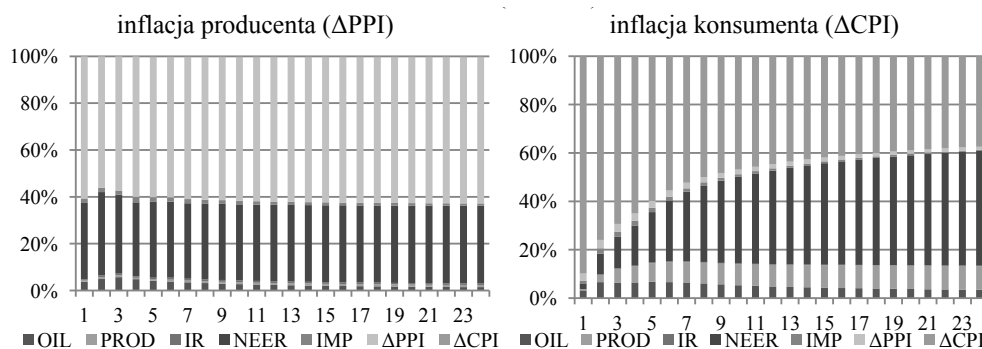 inflacja producenta (ΔPPI)
100%
80%
60%
40%
20%
0%
1 3 5 7 9 11 13 15 17 19 21 23
OIL PROD IR NEER IMP ΔPPI ΔCPI
inflacja konsumenta (ΔCPI)
100%
80%
60%
40%
20%
0%
1 3 5 7 9 11 13 15 17 19 21 23
OIL PROD IR NEER IMP ΔPPI ΔCPI